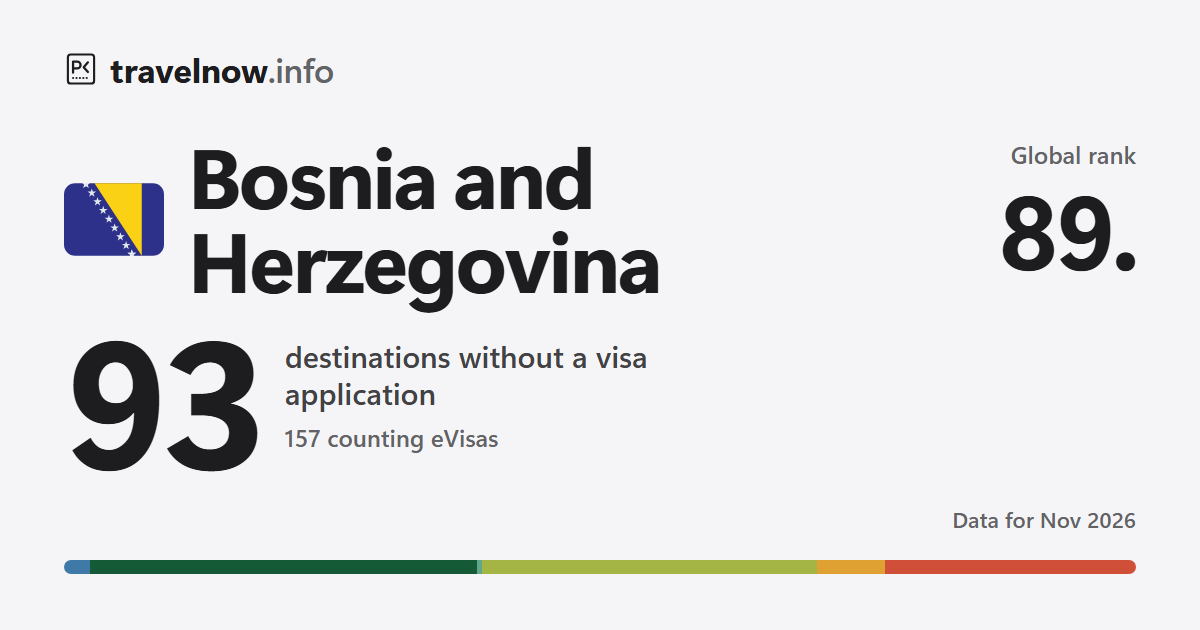 travelnow.info
Bosnia and
Herzegovina
Global rank
89.
93
destinations without a visa
application
157 counting eVisas
Data for Nov 2026